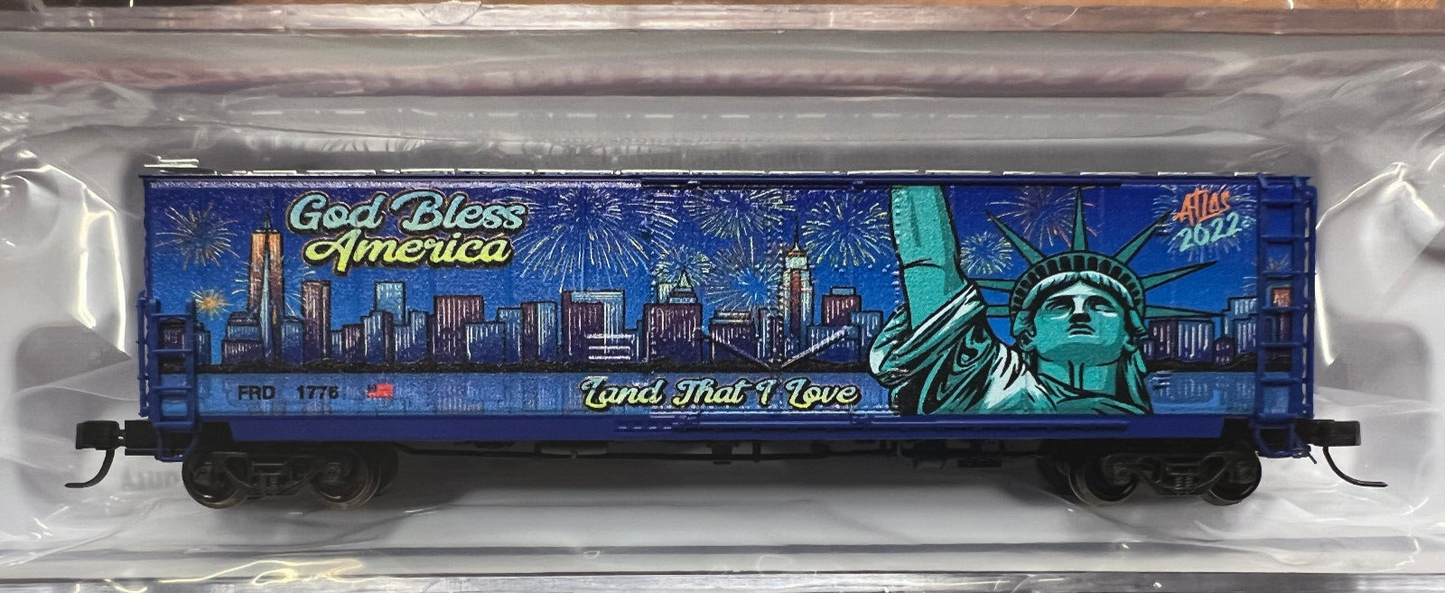 God Bless
America
Atlas
2022
FRD 1776
Land That I Love